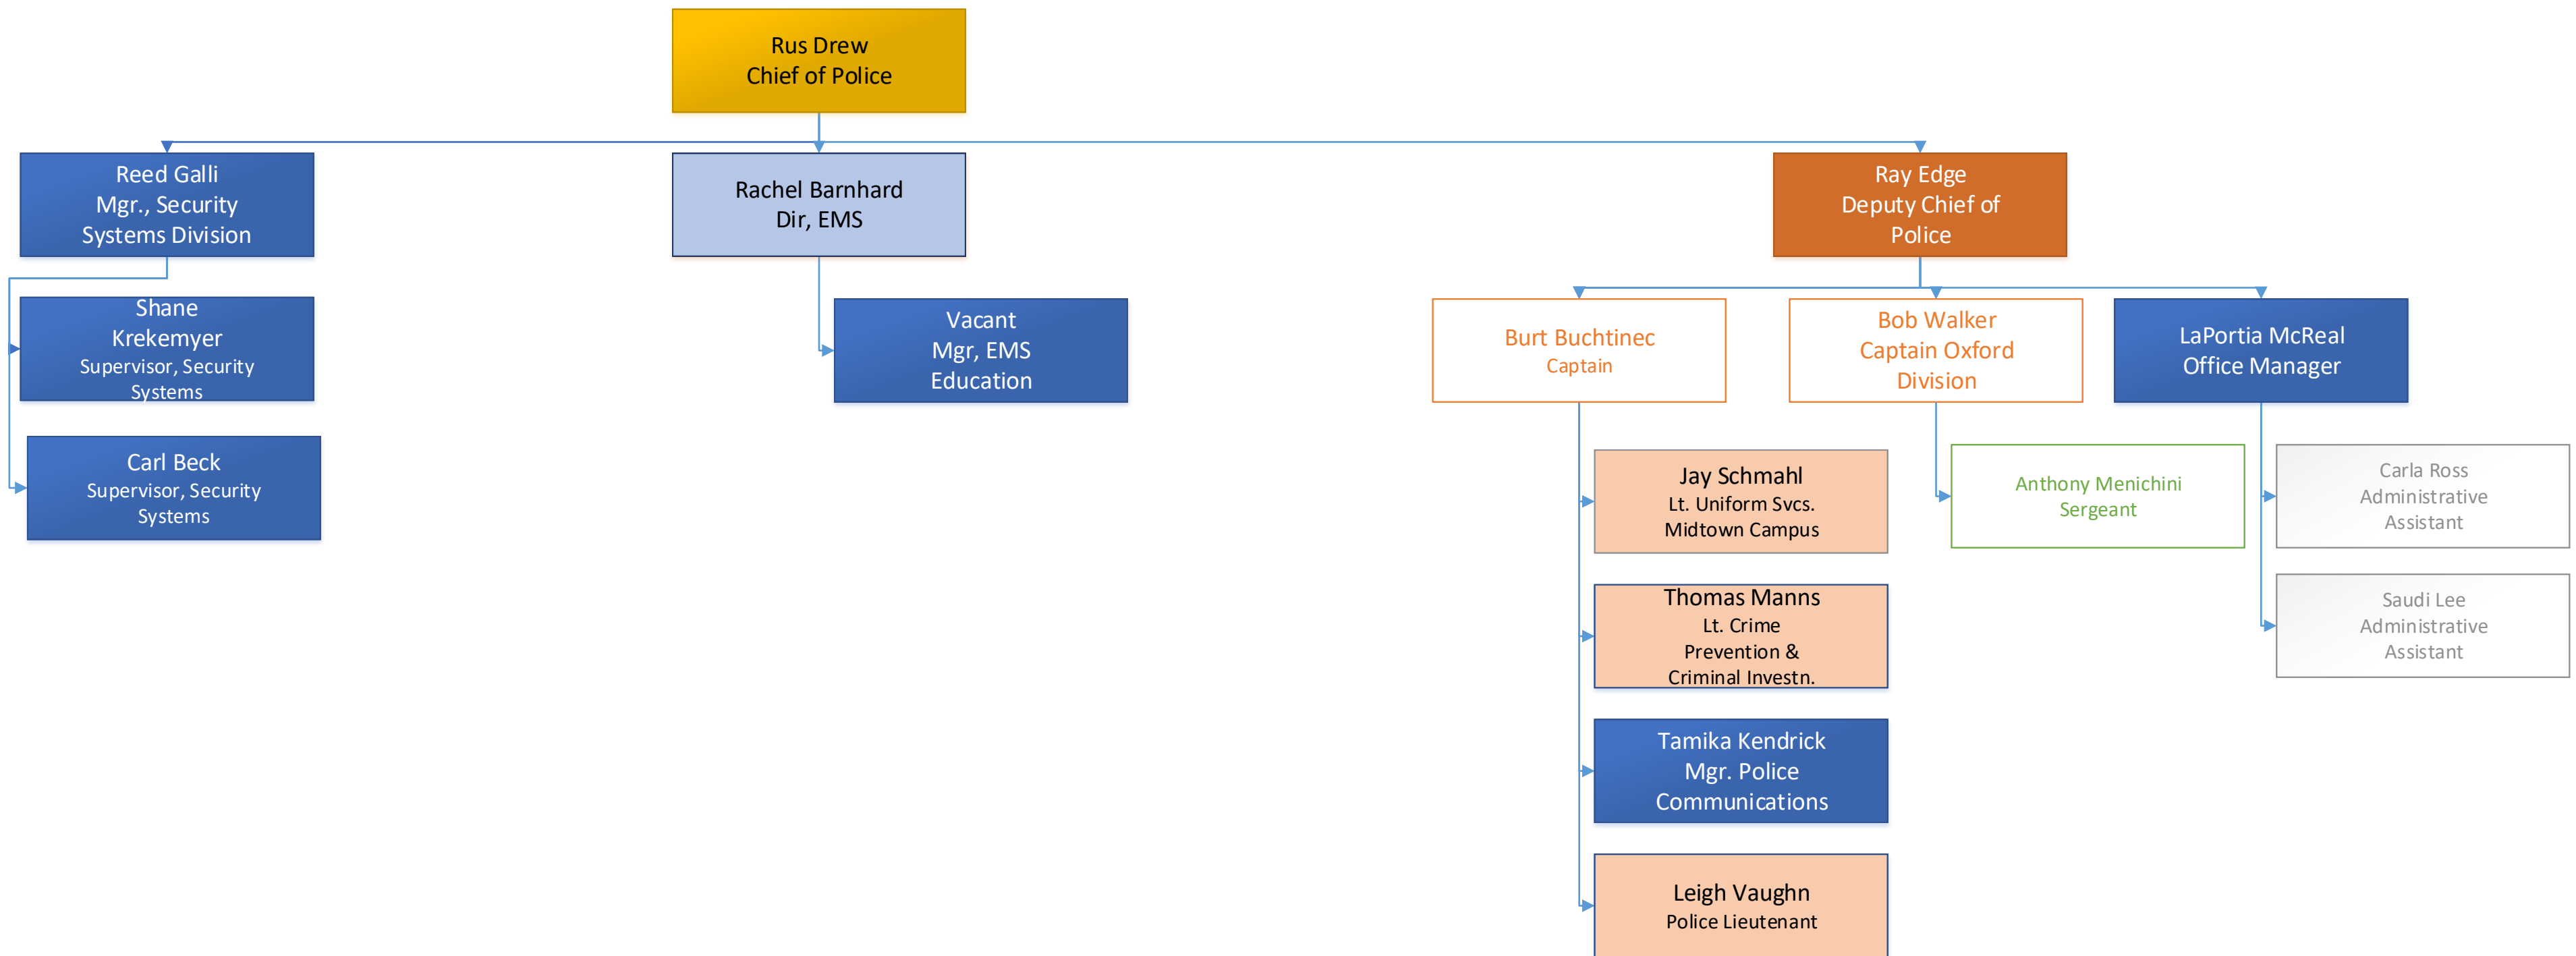 Rus Drew
Chief of Police
Reed Galli
Mgr., Security
Systems Division
Rachel Barnhard
Dir, EMS
Ray Edge
Deputy Chief of
Police
Shane
Krekemyer
Supervisor, Security
Systems
Vacant
Mgr, EMS
Education
Burt Buchtinec
Captain
Bob Walker
Captain Oxford
Division
LaPortia McReal
Office Manager
Carl Beck
Supervisor, Security
Systems
Jay Schmahl
Lt. Uniform Svcs.
Midtown Campus
Anthony Menichini
Sergeant
Carla Ross
Administrative
Assistant
Thomas Manns
Lt. Crime
Prevention &
Criminal Investn.
Saudi Lee
Administrative
Assistant
Tamika Kendrick
Mgr. Police
Communications
Leigh Vaughn
Police Lieutenant